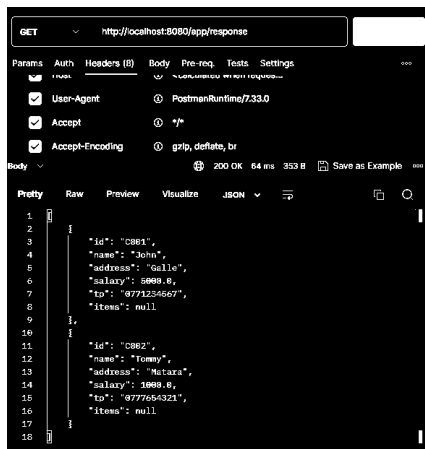 GET http://localhost:8080/app/response
Params Auth Headers (8) Body Pre-req. Tests Settings
Host <calculated when reques...
User-Agent PostmanRuntime/7.33.0
Accept */*
Accept-Encoding gzip, deflate, br
Body 200 OK 64 ms 353 B Save as Example
Pretty Raw Preview Visualize JSON
1 [
2 {
3 "id": "C001",
4 "name": "John",
5 "address": "Galle",
6 "salary": 5000.0,
7 "tp": "0771234567",
8 "items": null
9 },
10 {
11 "id": "C002",
12 "name": "Tommy",
13 "address": "Matara",
14 "salary": 1000.0,
15 "tp": "0777654321",
16 "items": null
17 }
18 ]